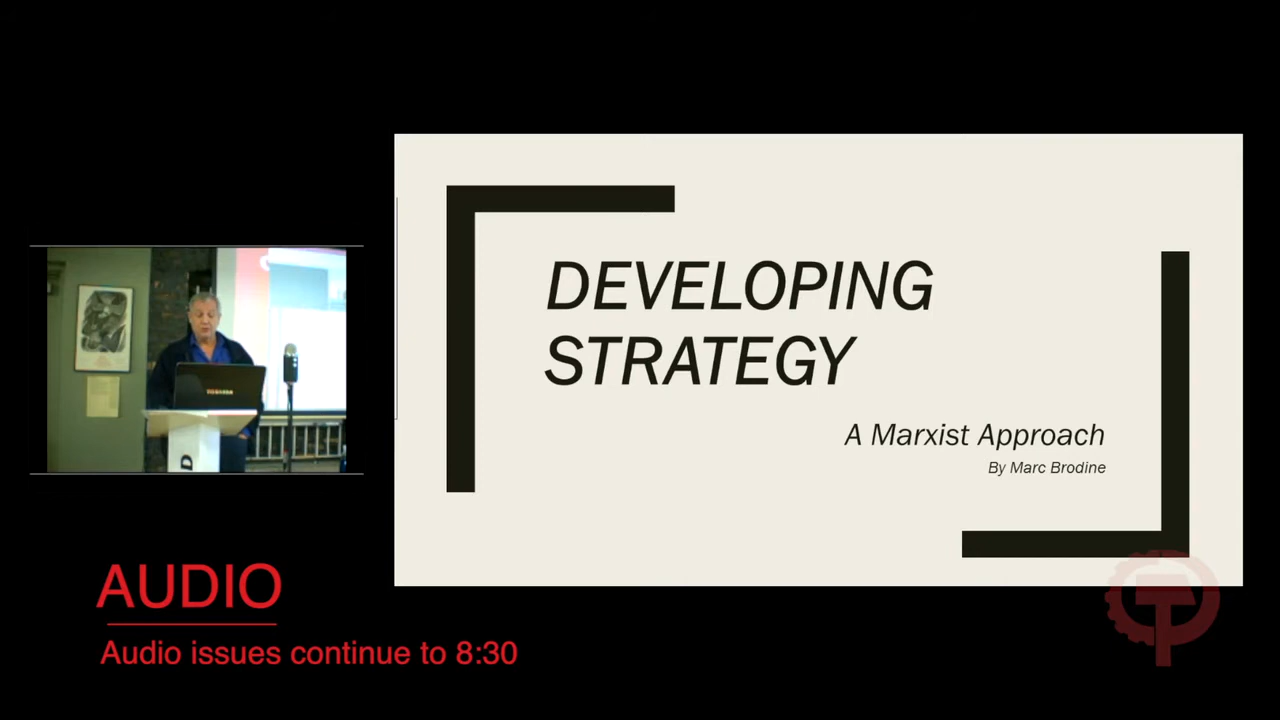 DEVELOPING
STRATEGY
A Marxist Approach
By Marc Brodine
AUDIO
Audio issues continue to 8:30